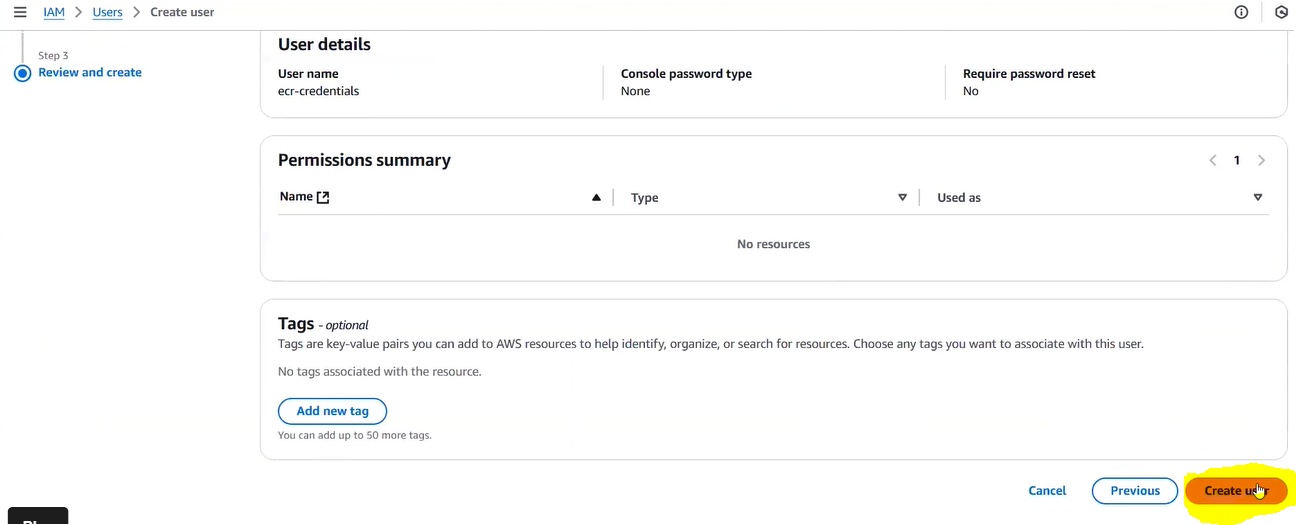 IAM > Users > Create user
Step 3
Review and create
User details
User name
ecr-credentials
Console password type
None
Require password reset
No
Permissions summary
1
Name
Type
Used as
No resources
Tags - optional
Tags are key-value pairs you can add to AWS resources to help identify, organize, or search for resources. Choose any tags you want to associate with this user.
No tags associated with the resource.
Add new tag
You can add up to 50 more tags.
Cancel
Previous
Create user